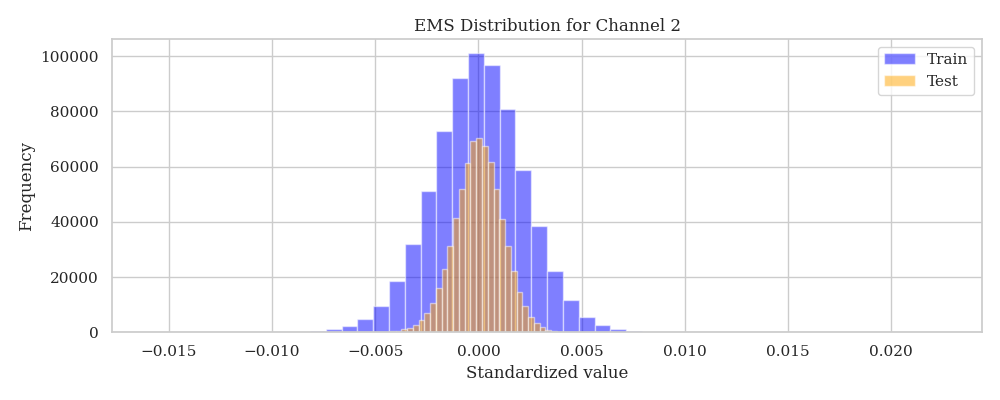 EMS Distribution for Channel 2
Train
Test
Frequency
100000
80000
60000
40000
20000
0
−0.015
−0.010
−0.005
0.000
0.005
0.010
0.015
0.020
Standardized value